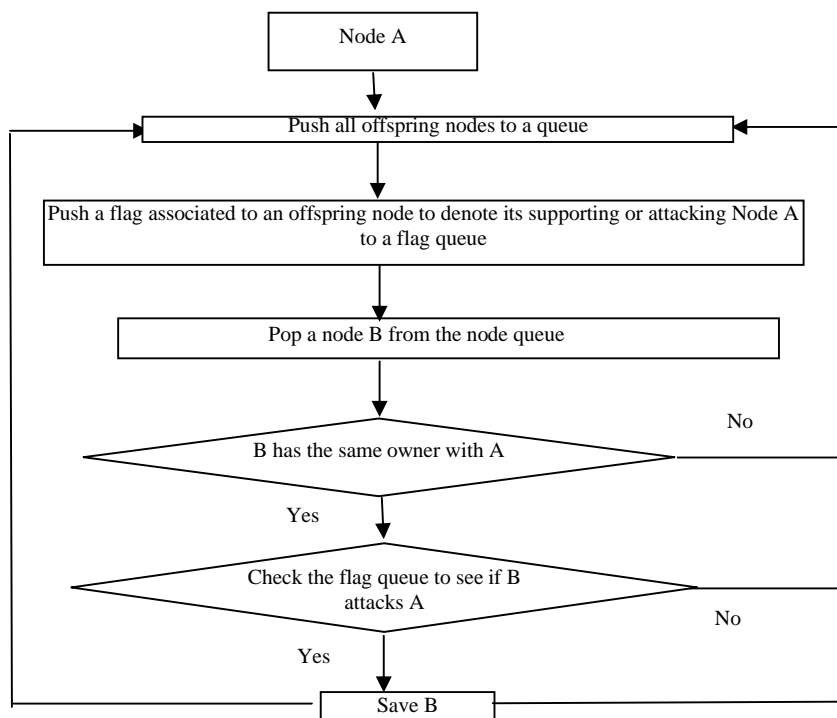 Node A
Push all offspring nodes to a queue
Push a flag associated to an offspring node to denote its supporting or attacking Node A
to a flag queue
Pop a node B from the node queue
No
B has the same owner with A
Yes
Check the flag queue to see if B
attacks A
No
Yes
Save B